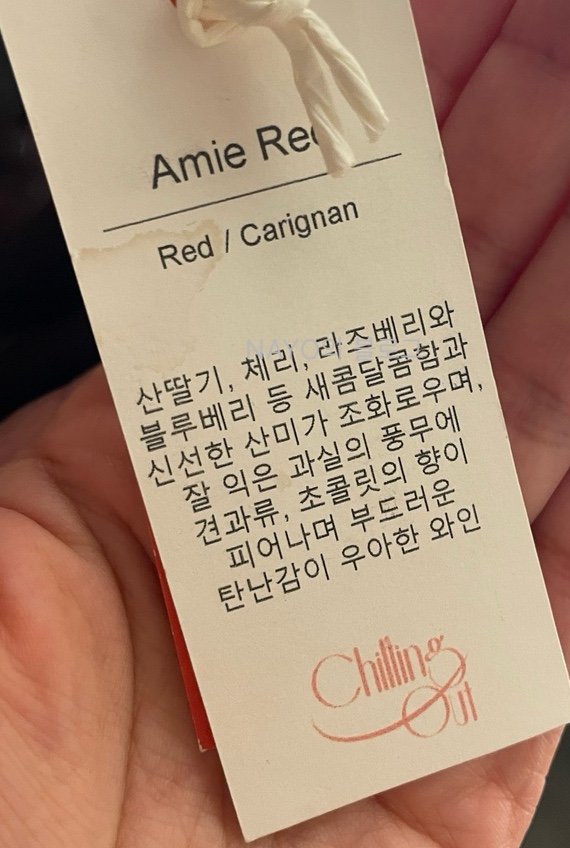 Amie Red
Red / Carignan
산딸기, 체리, 라즈베리와
블루베리 등 새콤달콤함과
신선한 산미가 조화로우며,
잘 익은 과실의 풍무에
견과류, 초콜릿의 향이
피어나며 부드러운
탄난감이 우아한 와인
Chilling
Out